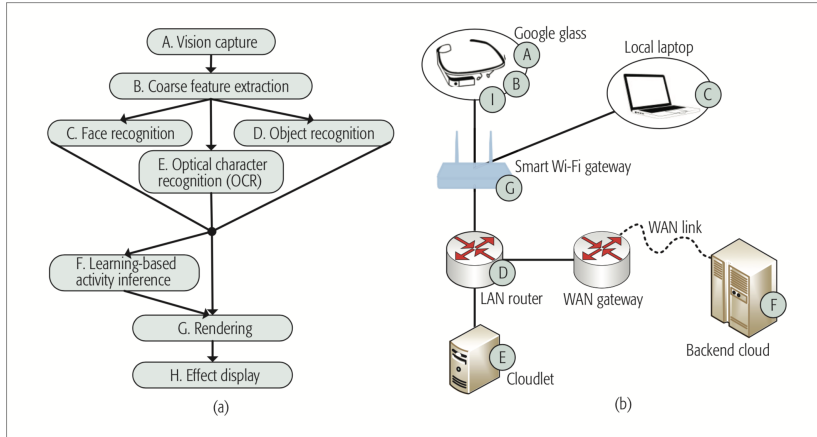 A. Vision capture
B. Coarse feature extraction
C. Face recognition
D. Object recognition
E. Optical character
recognition (OCR)
F. Learning-based
activity inference
G. Rendering
H. Effect display
(a)
Google glass
A
B
I
Local laptop
C
Smart Wi-Fi gateway
G
WAN link
D
LAN router
WAN gateway
F
Backend cloud
E
Cloudlet
(b)